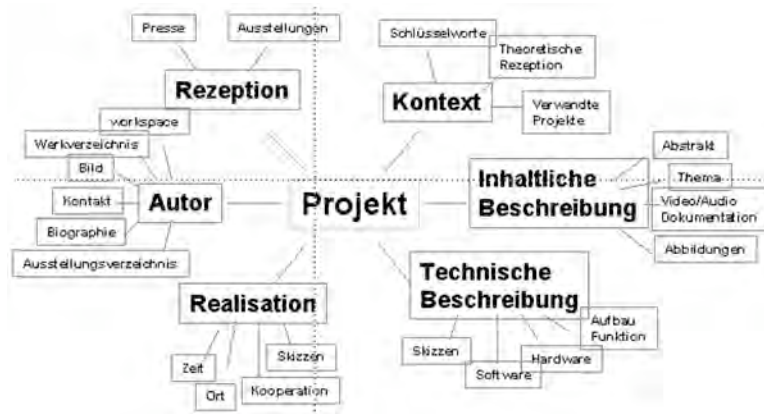 Presse
Ausstellungen
Rezeption
Schlüsselworte
Theoretische
Rezeption
Kontext
Verwandte
Projekte
workspace
Werkverzeichnis
Bild
Kontakt
Autor
Biographie
Ausstellungsverzeichnis
Projekt
Inhaltliche
Beschreibung
Abstrakt
Thema
Video/Audio
Dokumentation
Abbildungen
Realisation
Zeit
Ort
Kooperation
Skizzen
Technische
Beschreibung
Skizzen
Software
Hardware
Aufbau
Funktion